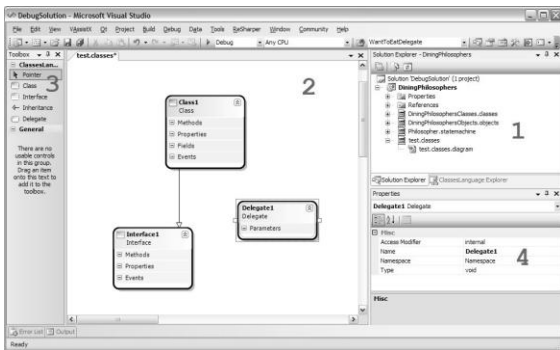 DebugSolution - Microsoft Visual Studio
File Edit View VAssistX Qt Project Build Debug Data Tools ReSharper Window Community Help
Debug Any CPU WantToEatDelegate
Toolbox
ClassesLan...
Pointer
Class
Interface
Inheritance
Delegate
General
There are no
usable controls
in this group.
Drag an item
onto this text to
add it to the
toolbox.
3
test.classes*
2
Class1
Class
Methods
Properties
Fields
Events
Delegate1
Delegate
Parameters
Interface1
Interface
Methods
Properties
Events
Solution Explorer - DiningPhilosophers
Solution 'DebugSolution' (1 project)
DiningPhilosophers
Properties
References
DiningPhilosophersClasses.classes
DiningPhilosophersObjects.objects
Philosopher.statemachine
test.classes
test.classes.diagram
1
Solution Explorer ClassesLanguage Explorer
Properties
Delegate1 Delegate
Misc
Access Modifier internal
Name Delegate1
Namespace Namespace
Type void
4
Misc
Error List Output
Ready